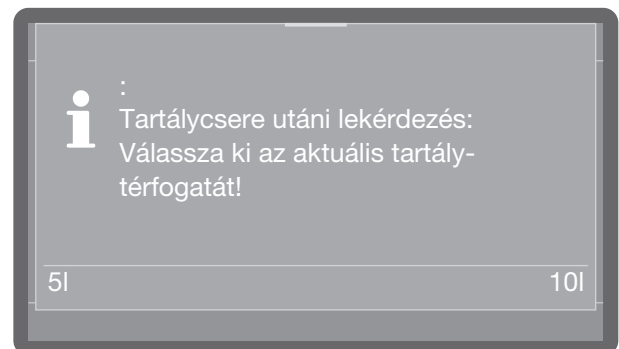 :
Tartálycsere utáni lekérdezés:
Válassza ki az aktuális tartály-
térfogatát!
5l 10l